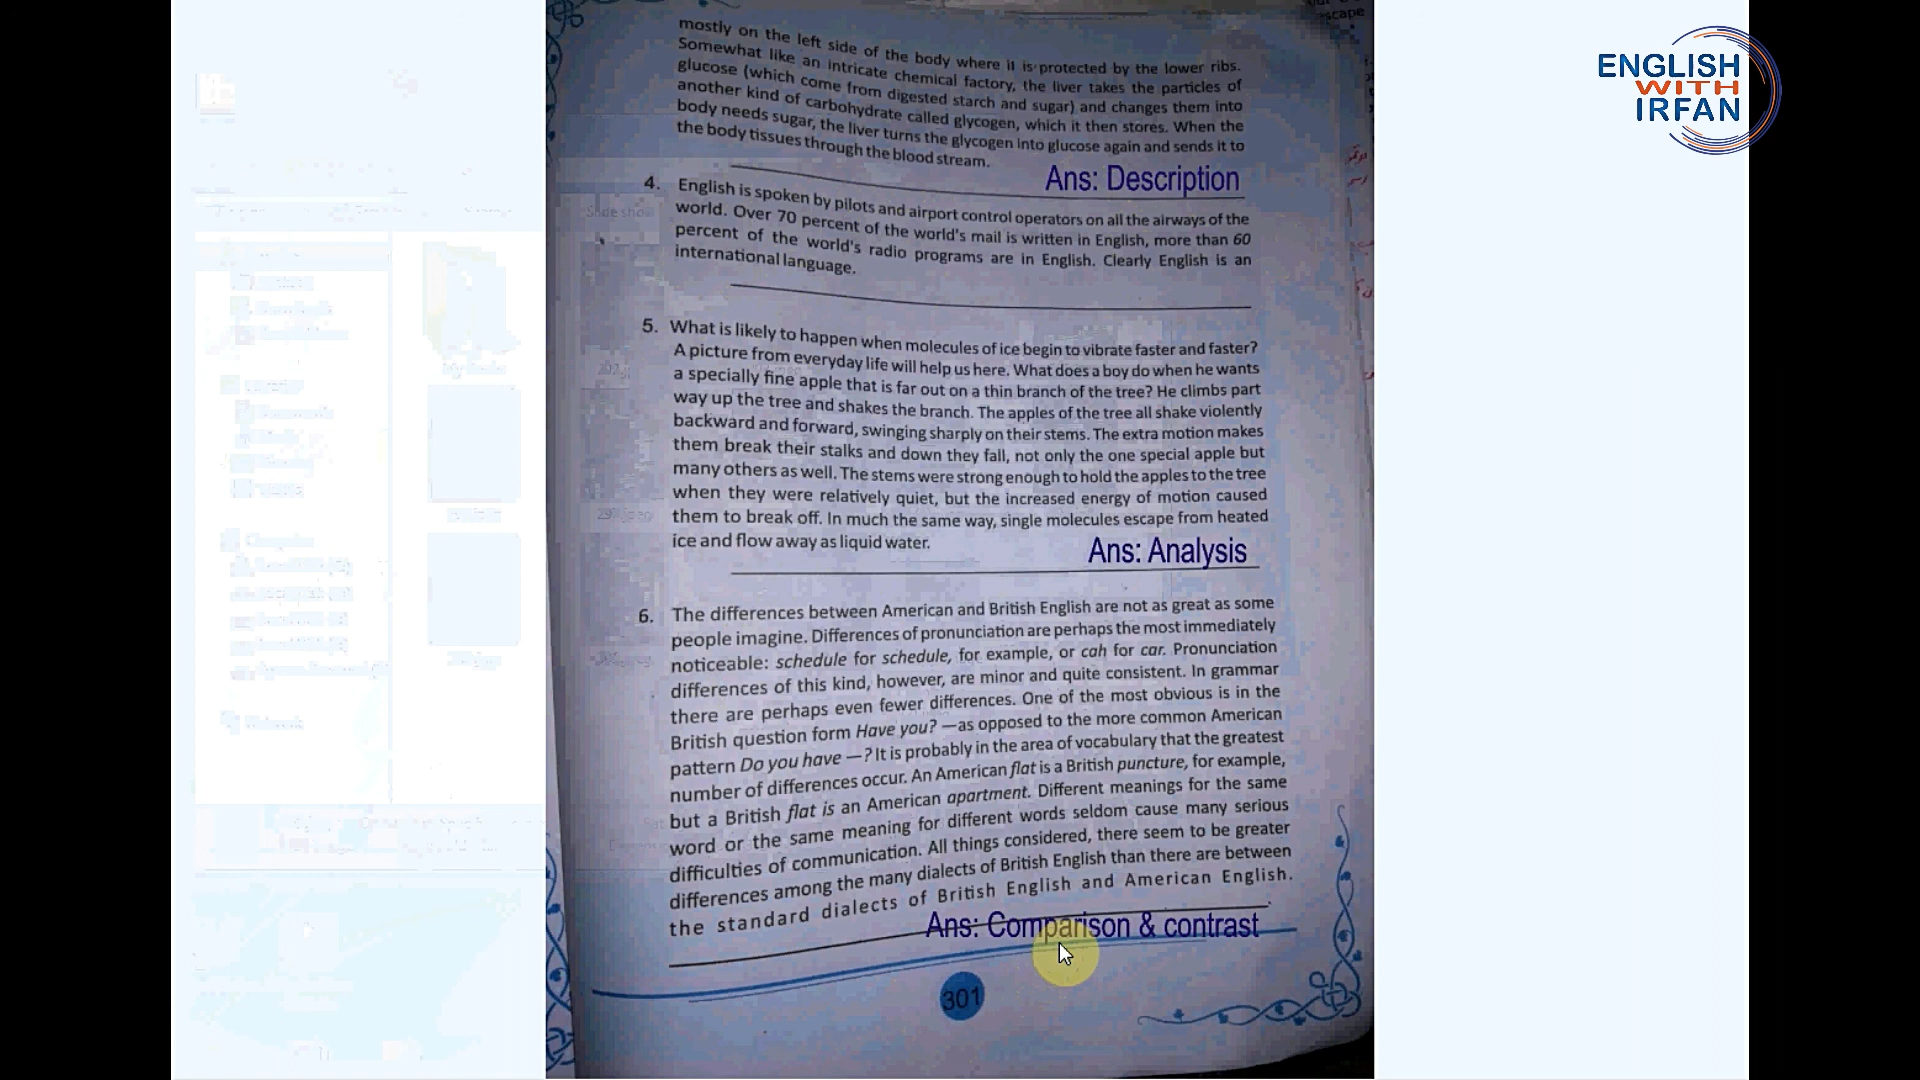 scape
ENGLISH
WITH
IRFAN
mostly on the left side of the body where it is protected by the lower ribs.
Somewhat like an intricate chemical factory, the liver takes the particles of
glucose (which come from digested starch and sugar) and changes them into
another kind of carbohydrate called glycogen, which it then stores. When the
body needs sugar, the liver turns the glycogen into glucose again and sends it to
the body tissues through the blood stream.
Ans: Description
4. English is spoken by pilots and airport control operators on all the airways of the
world. Over 70 percent of the world's mail is written in English, more than 60
percent of the world's radio programs are in English. Clearly English is an
international language.
5. What is likely to happen when molecules of ice begin to vibrate faster and faster?
A picture from everyday life will help us here. What does a boy do when he wants
a specially fine apple that is far out on a thin branch of the tree? He climbs part
way up the tree and shakes the branch. The apples of the tree all shake violently
backward and forward, swinging sharply on their stems. The extra motion makes
them break their stalks and down they fall, not only the one special apple but
many others as well. The stems were strong enough to hold the apples to the tree
when they were relatively quiet, but the increased energy of motion caused
them to break off. In much the same way, single molecules escape from heated
ice and flow away as liquid water.
Ans: Analysis
6. The differences between American and British English are not as great as some
people imagine. Differences of pronunciation are perhaps the most immediately
noticeable: schedule for schedule, for example, or cah for car. Pronunciation
differences of this kind, however, are minor and quite consistent. In grammar
there are perhaps even fewer differences. One of the most obvious is in the
British question form Have you? —as opposed to the more common American
pattern Do you have —? It is probably in the area of vocabulary that the greatest
number of differences occur. An American flat is a British puncture, for example,
but a British flat is an American apartment. Different meanings for the same
word or the same meaning for different words seldom cause many serious
difficulties of communication. All things considered, there seem to be greater
differences among the many dialects of British English than there are between
the standard dialects of British English and American English.
Ans: Comparison & contrast
301